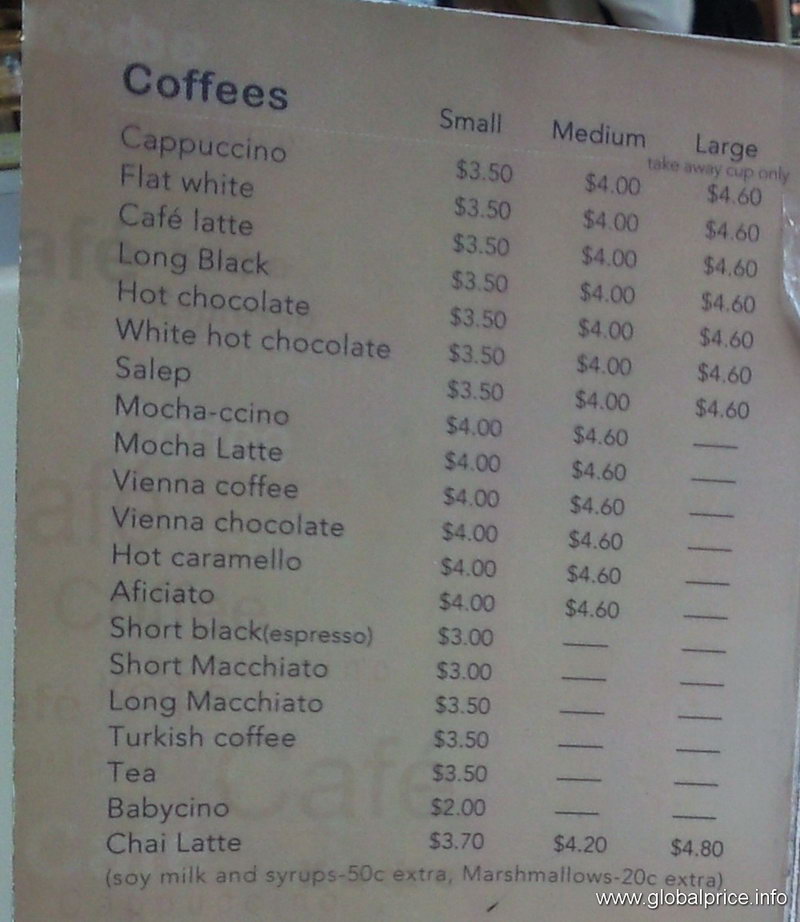 Coffees
Small Medium Large
take away cup only
Cappuccino $3.50 $4.00 $4.60
Flat white $3.50 $4.00 $4.60
Café latte $3.50 $4.00 $4.60
Long Black $3.50 $4.00 $4.60
Hot chocolate $3.50 $4.00 $4.60
White hot chocolate $3.50 $4.00 $4.60
Salep $3.50 $4.00 $4.60
Mocha-ccino $4.00 $4.60 —
Mocha Latte $4.00 $4.60 —
Vienna coffee $4.00 $4.60 —
Vienna chocolate $4.00 $4.60 —
Hot caramello $4.00 $4.60 —
Aficiato $4.00 $4.60 —
Short black(espresso) $3.00 — —
Short Macchiato $3.00 — —
Long Macchiato $3.50 — —
Turkish coffee $3.50 — —
Tea $3.50 — —
Babycino $2.00 — —
Chai Latte $3.70 $4.20 $4.80
(soy milk and syrups-50c extra, Marshmallows-20c extra)
www.globalprice.info